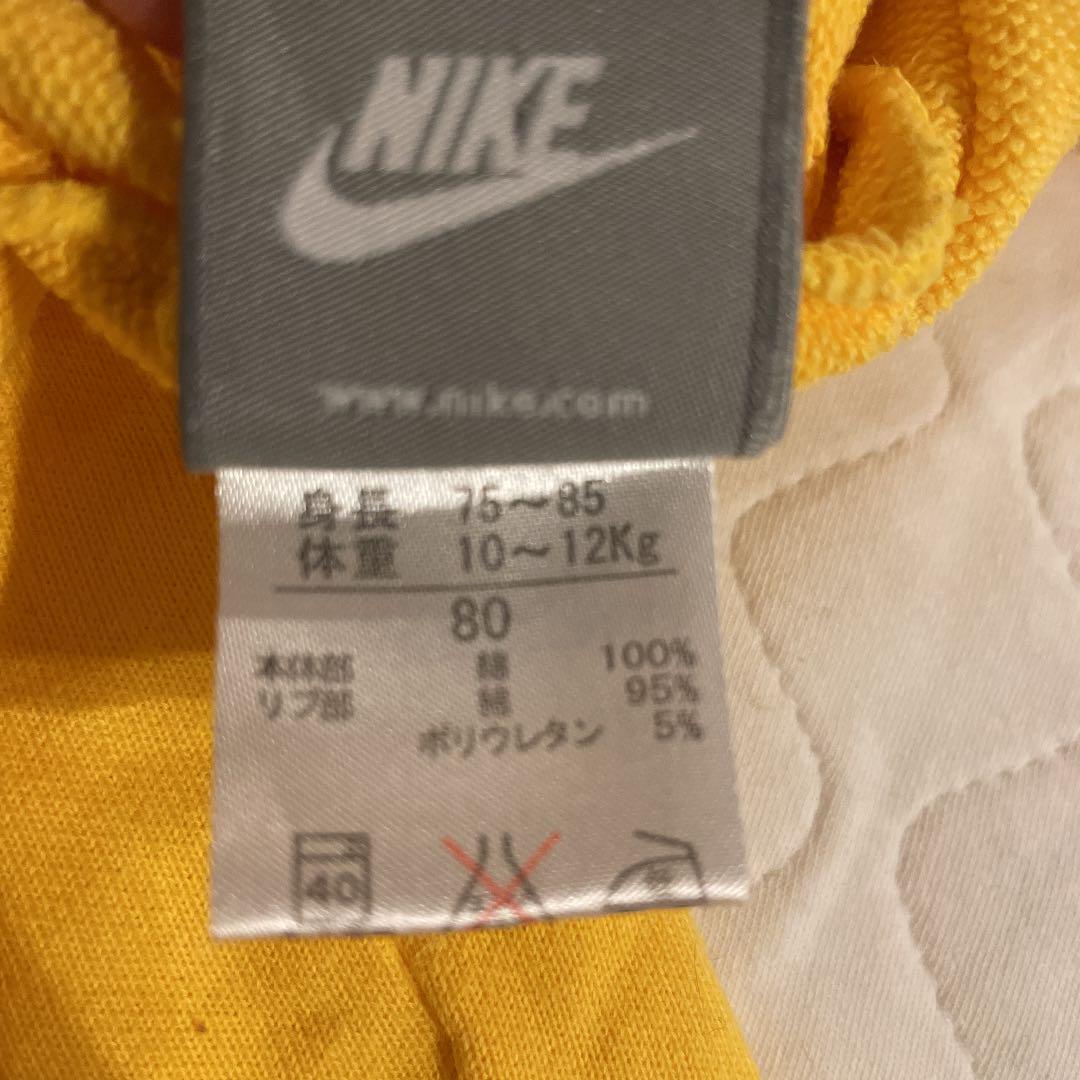 NIKE
www.nike.com
身長 75〜85
体重 10〜12Kg
80
本体部 綿 100%
リブ部 綿 95%
ポリウレタン 5%
40